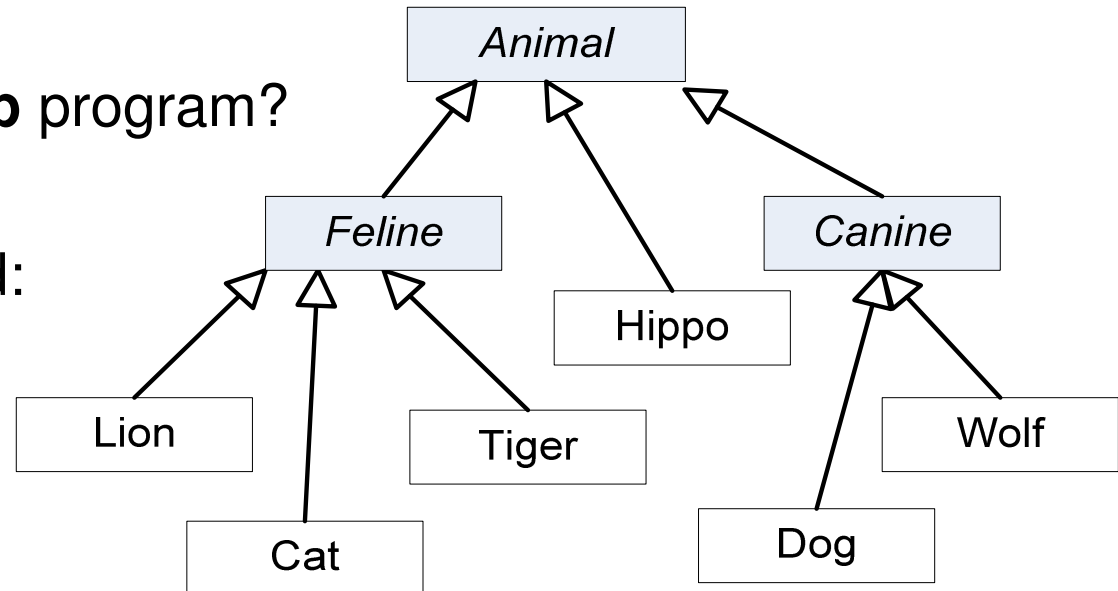 Animal
program?
Feline
Canine
Hippo
Lion
Tiger
Wolf
Cat
Dog